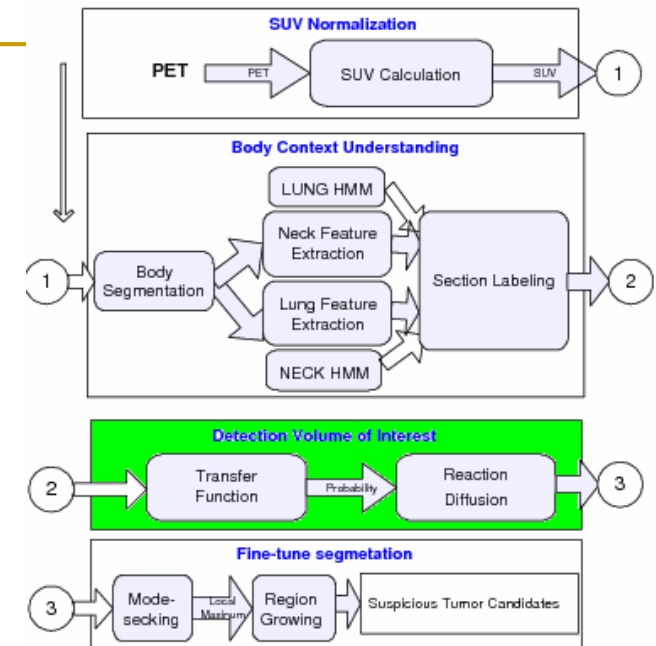 SUV Normalization
PET
PET
SUV Calculation
SUV
1
Body Context Understanding
LUNG HMM
Neck Feature
Extraction
1
Body
Segmentation
Section Labeling
2
Lung Feature
Extraction
NECK HMM
Detection Volume of Interest
2
Transfer
Function
Probability
Reaction
Diffusion
3
Fine-tune segmetation
3
Mode-
secking
Local
Maximum
Region
Growing
Suspicious Tumor Candidates